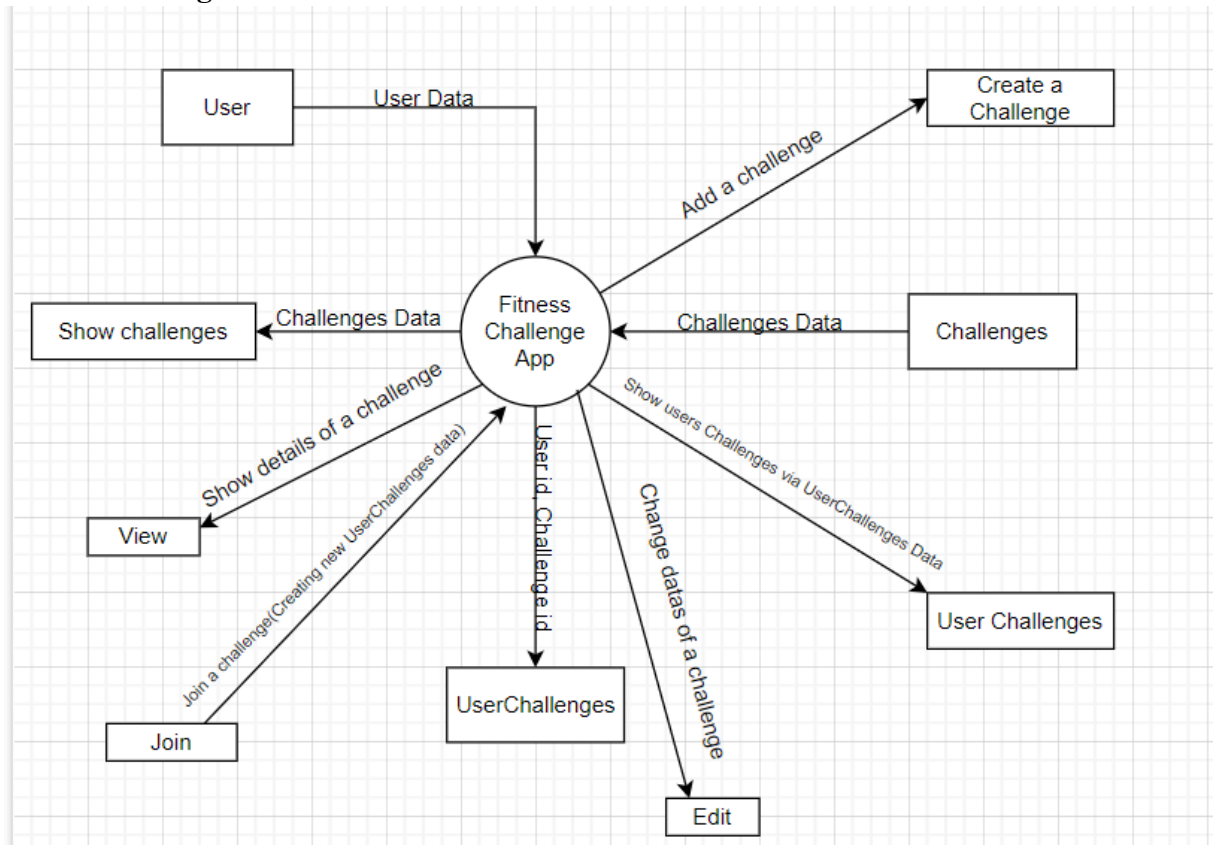 User
User Data
Create a
Challenge
Add a challenge
Fitness
Challenge
App
Show challenges
Challenges Data
Challenges Data
Challenges
Show details of a challenge
Show users Challenges via UserChallenges Data
View
Join a challenge(Creating new UserChallenges data)
User id, Challenge id
Change datas of a challenge
User Challenges
UserChallenges
Join
Edit